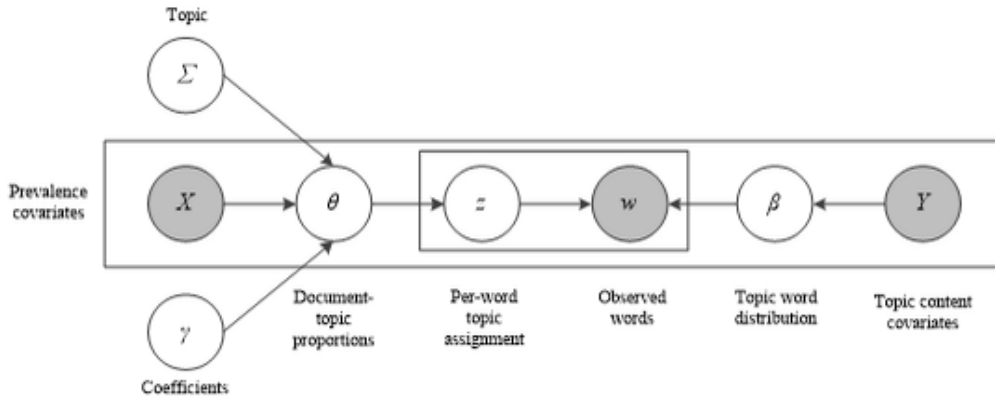 Topic
Σ
Prevalence
covariates
X
θ
z
w
β
Y
γ
Document-
topic
proportions
Per-word
topic
assignment
Observed
words
Topic word
distribution
Topic content
covariates
Coefficients